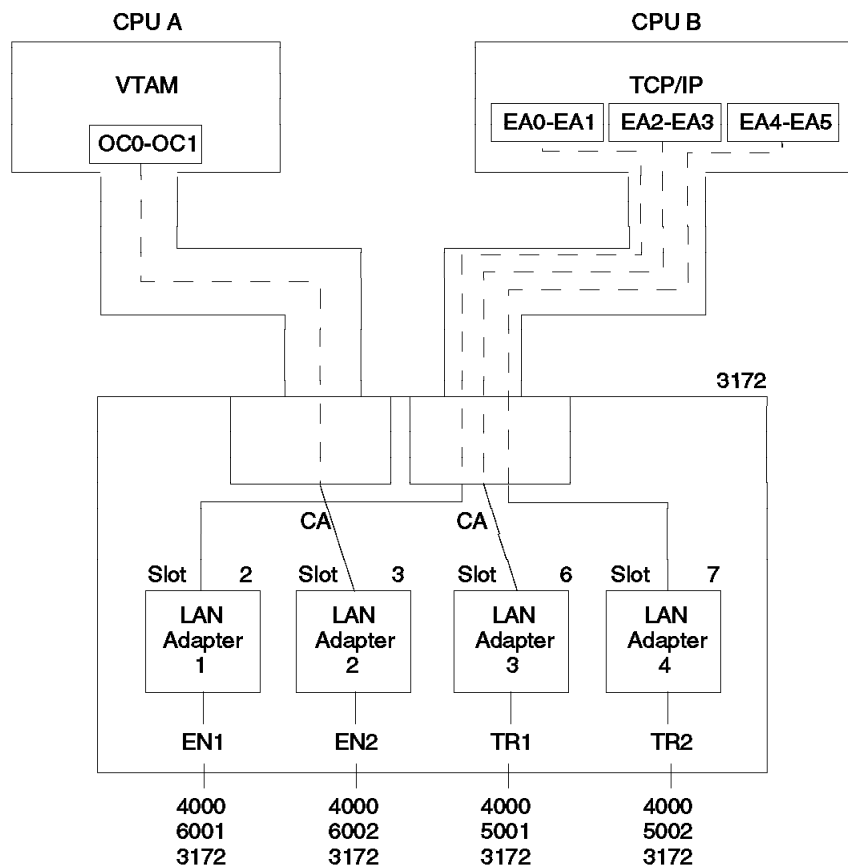 CPU A
CPU B
VTAM
TCP/IP
OC0-OC1
EA0-EA1
EA2-EA3
EA4-EA5
3172
CA
CA
Slot 2
Slot 3
Slot 6
Slot 7
LAN
Adapter
1
LAN
Adapter
2
LAN
Adapter
3
LAN
Adapter
4
EN1
EN2
TR1
TR2
4000
6001
3172
4000
6002
3172
4000
5001
3172
4000
5002
3172